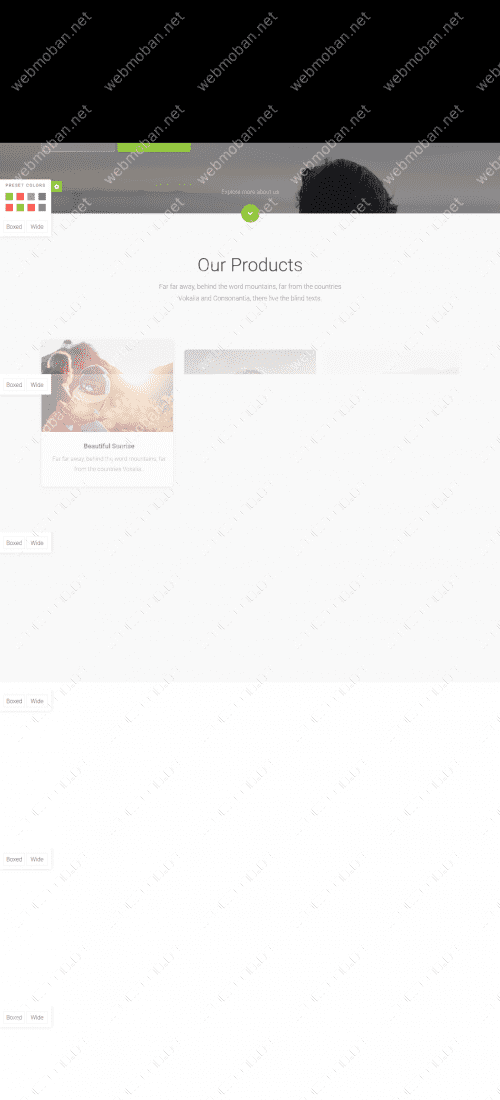 webmoban.net webmoban.net webmoban.net webmoban.net webmoban.net
webmoban.net webmoban.net webmoban.net webmoban.net webmoban.net
PRESET COLORS
Explore more about us
Boxed Wide
Our Products
Far far away, behind the word mountains, far from the countries
Vokalia and Consonantia, there live the blind texts.
Boxed Wide
Beautiful Sunrise
Far far away, behind the word mountains, far
from the countries Vokalia..
Boxed Wide
Boxed Wide
Boxed Wide
Boxed Wide